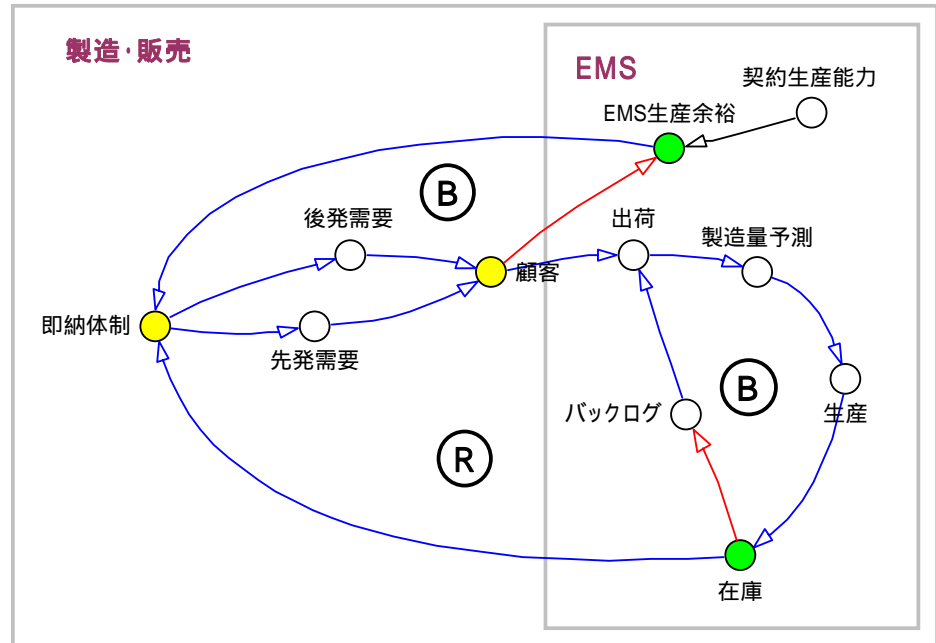 製造・販売
EMS
契約生産能力
EMS生産余裕
B
後発需要
出荷
製造量予測
顧客
即納体制
先発需要
バックログ
B
生産
R
在庫